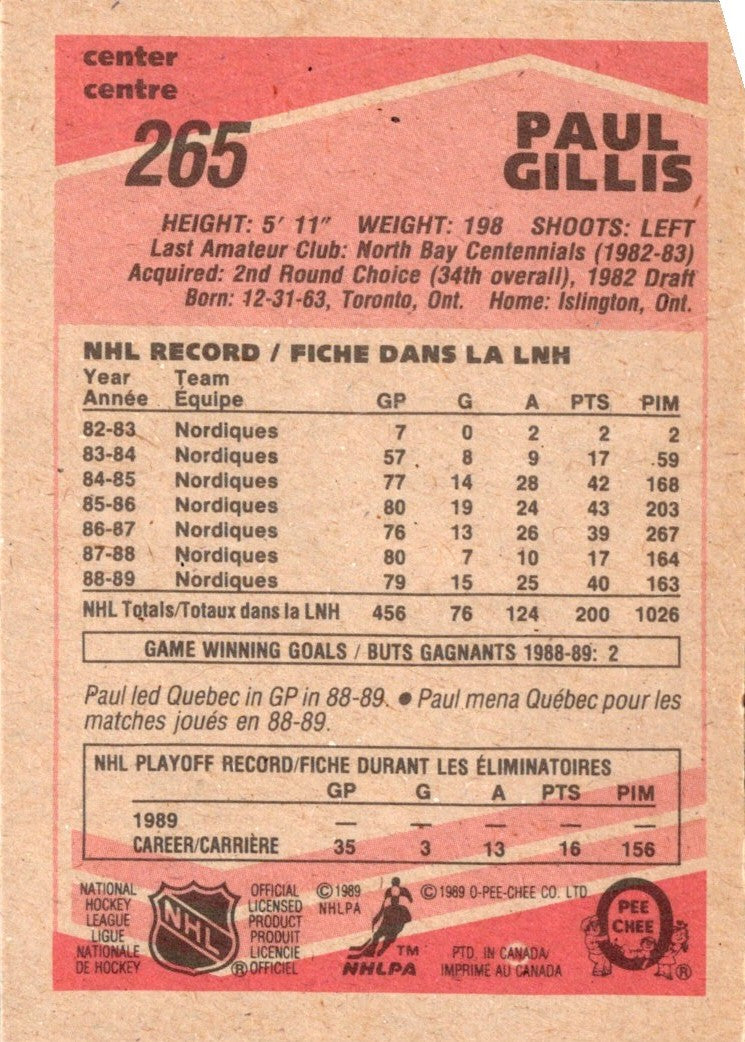 center
centre
265
PAUL
GILLIS
HEIGHT: 5' 11" WEIGHT: 198 SHOOTS: LEFT
Last Amateur Club: North Bay Centennials (1982-83)
Acquired: 2nd Round Choice (34th overall), 1982 Draft
Born: 12-31-63, Toronto, Ont. Home: Islington, Ont.
NHL RECORD / FICHE DANS LA LNH
Year Team
Année Équipe GP G A PTS PIM
82-83 Nordiques 7 0 2 2 2
83-84 Nordiques 57 8 9 17 59
84-85 Nordiques 77 14 28 42 168
85-86 Nordiques 80 19 24 43 203
86-87 Nordiques 76 13 26 39 267
87-88 Nordiques 80 7 10 17 164
88-89 Nordiques 79 15 25 40 163
NHL Totals/Totaux dans la LNH 456 76 124 200 1026
GAME WINNING GOALS / BUTS GAGNANTS 1988-89: 2
Paul led Quebec in GP in 88-89. ● Paul mena Québec pour les
matches joués en 88-89.
NHL PLAYOFF RECORD/FICHE DURANT LES ÉLIMINATOIRES
GP G A PTS PIM
1989 — — — — —
CAREER/CARRIÈRE 35 3 13 16 156
NATIONAL
HOCKEY
LEAGUE
LIGUE
NATIONALE
DE HOCKEY
NHL
®
OFFICIAL
LICENSED
PRODUCT
PRODUIT
LICENCIE
OFFICIEL
© 1989
NHLPA
TM
NHLPA
© 1989 O-PEE-CHEE CO. LTD
PTD. IN CANADA/
IMPRIMÉ AU CANADA
O
PEE
CHEE
®